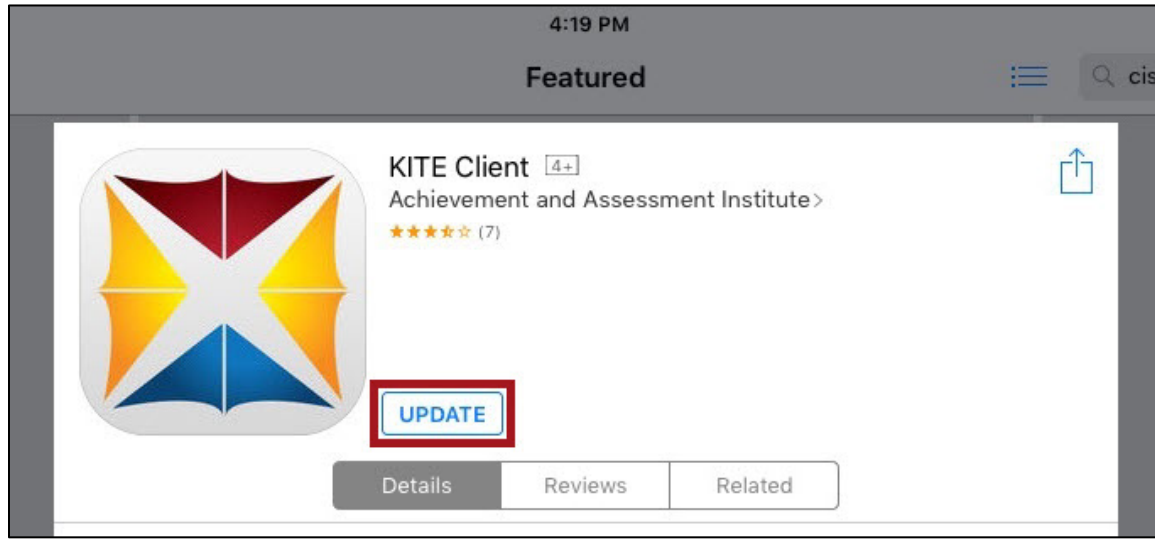 4:19 PM
Featured
cis
KITE Client 4+
Achievement and Assessment Institute>
(7)
UPDATE
Details Reviews Related